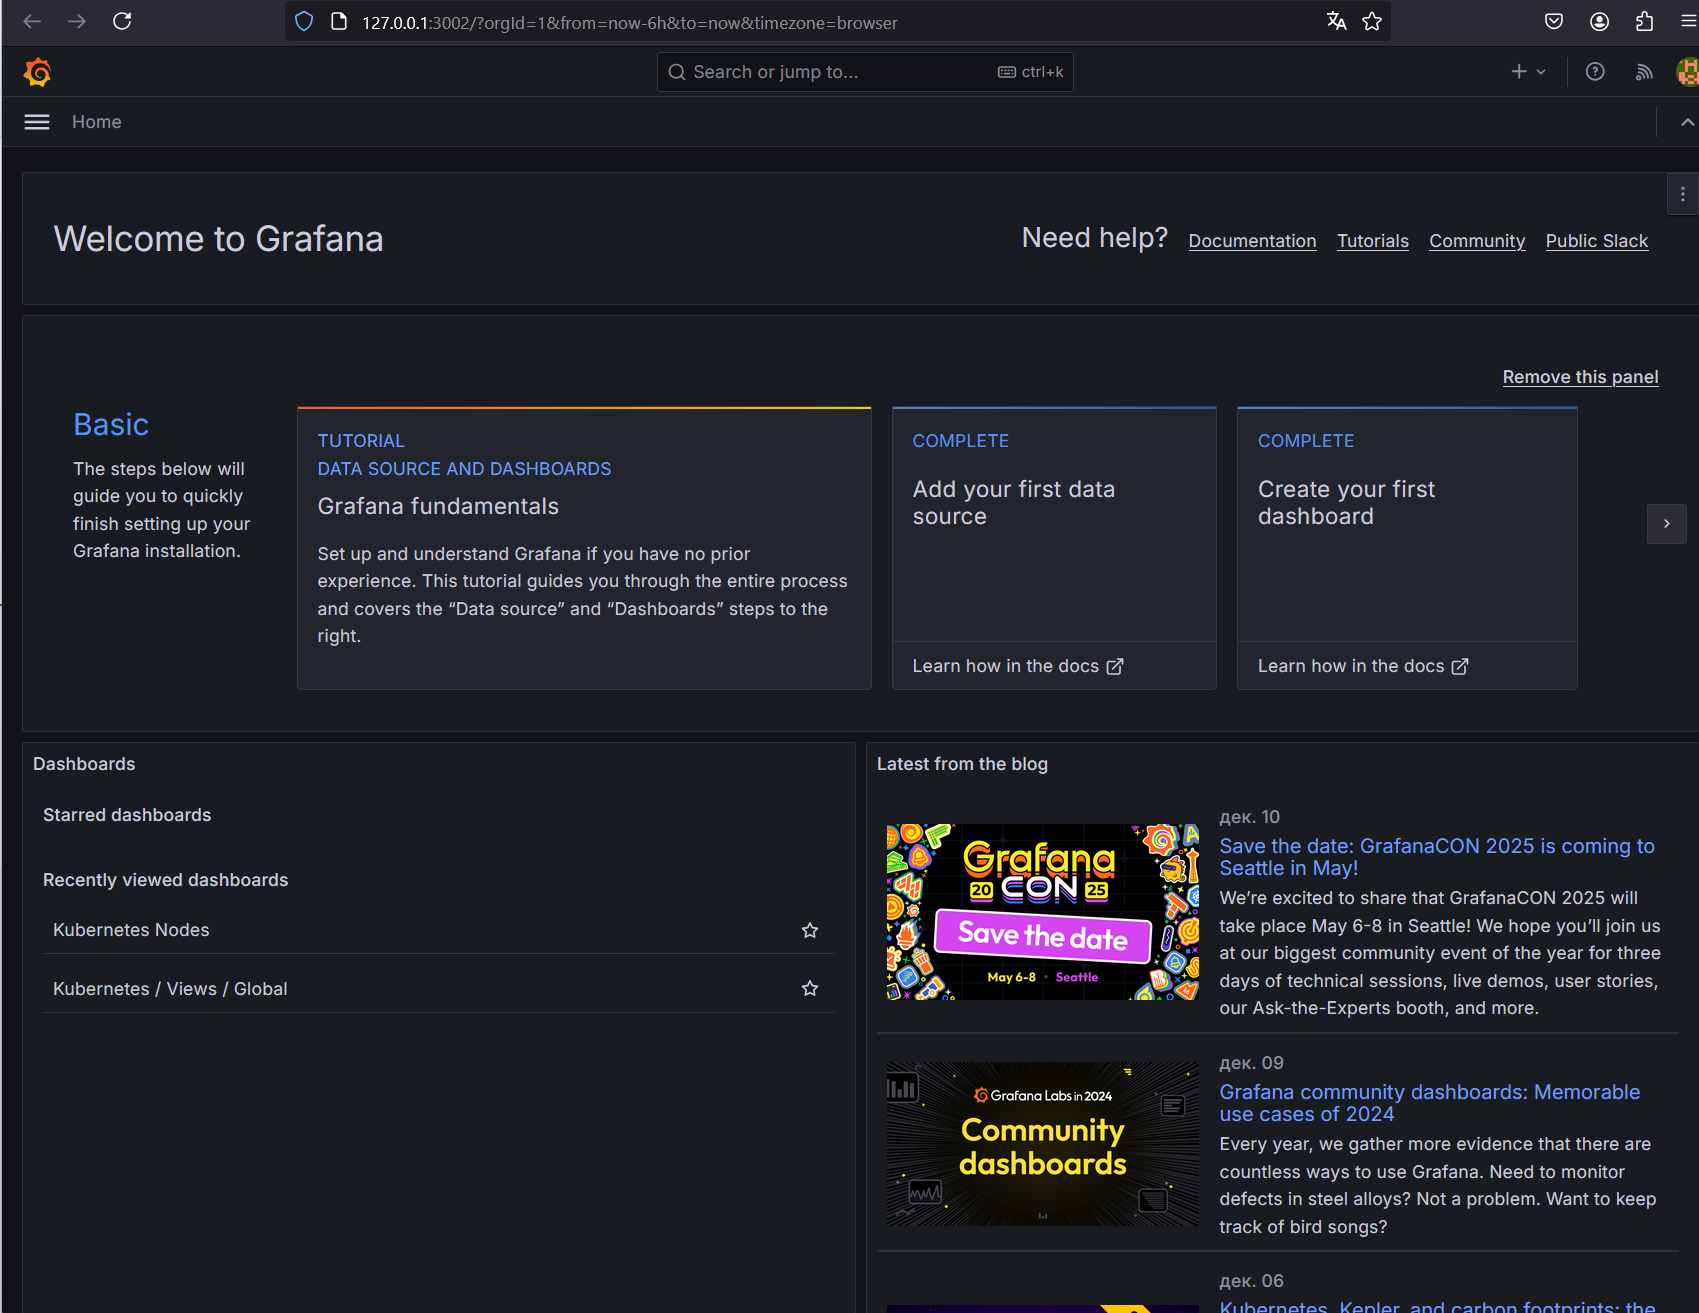 127.0.0.1:3002/?orgId=1&from=now-6h&to=now&timezone=browser
Search or jump to...
ctrl+k
Home
Welcome to Grafana
Need help?
Documentation
Tutorials
Community
Public Slack
Remove this panel
Basic
The steps below will
guide you to quickly
finish setting up your
Grafana installation.
TUTORIAL
DATA SOURCE AND DASHBOARDS
Grafana fundamentals
Set up and understand Grafana if you have no prior
experience. This tutorial guides you through the entire process
and covers the “Data source” and “Dashboards” steps to the
right.
COMPLETE
Add your first data
source
Learn how in the docs
COMPLETE
Create your first
dashboard
Learn how in the docs
Dashboards
Starred dashboards
Recently viewed dashboards
Kubernetes Nodes
Kubernetes / Views / Global
Latest from the blog
Grafana
20 CON 25
Save the date
May 6-8 • Seattle
дек. 10
Save the date: GrafanaCON 2025 is coming to
Seattle in May!
We’re excited to share that GrafanaCON 2025 will
take place May 6-8 in Seattle! We hope you’ll join us
at our biggest community event of the year for three
days of technical sessions, live demos, user stories,
our Ask-the-Experts booth, and more.
Grafana Labs in 2024
Community
dashboards
дек. 09
Grafana community dashboards: Memorable
use cases of 2024
Every year, we gather more evidence that there are
countless ways to use Grafana. Need to monitor
defects in steel alloys? Not a problem. Want to keep
track of bird songs?
дек. 06
Kubernetes, Kepler, and carbon footprints: the